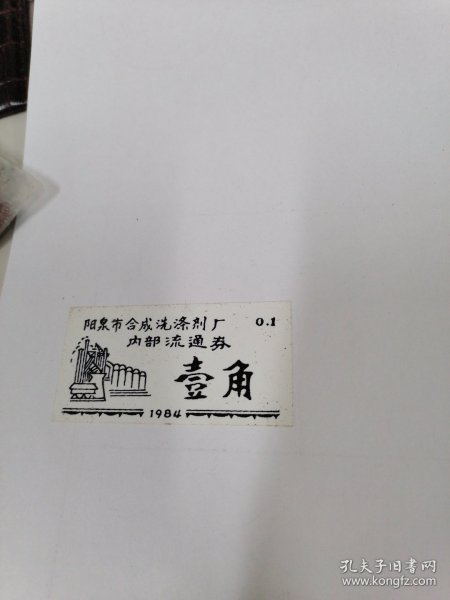 阳泉市合成洗涤剂厂 0.1
内部流通券
壹角
1984
孔夫子旧书网
www.kongfz.com